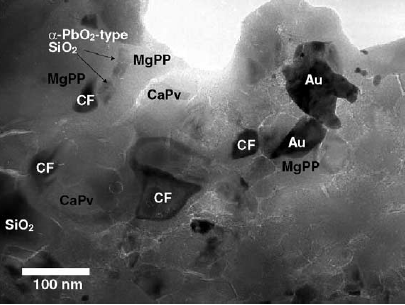 α-PbO₂-type
SiO₂
MgPP
MgPP
Au
CF
CaPv
CF
Au
MgPP
CF
CaPv
CF
SiO₂
100 nm